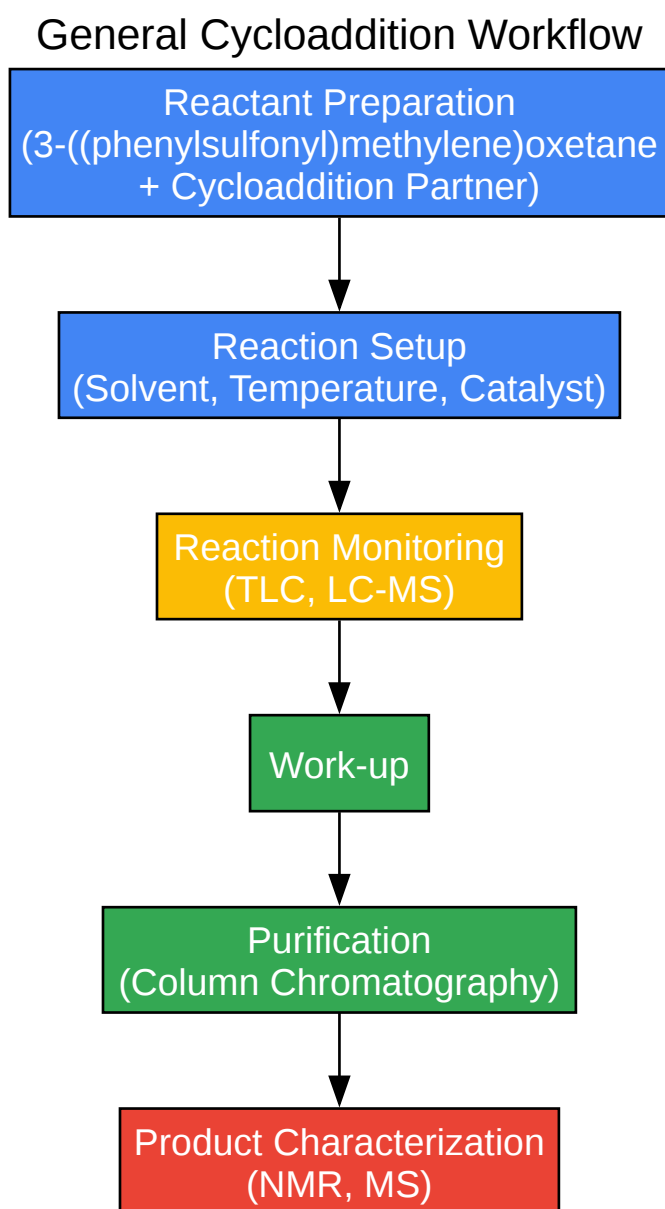 General Cycloaddition Workflow
Reactant Preparation
(3-((phenylsulfonyl)methylene)oxetane
+ Cycloaddition Partner)
Reaction Setup
(Solvent, Temperature, Catalyst)
Reaction Monitoring
(TLC, LC-MS)
Work-up
Purification
(Column Chromatography)
Product Characterization
(NMR, MS)